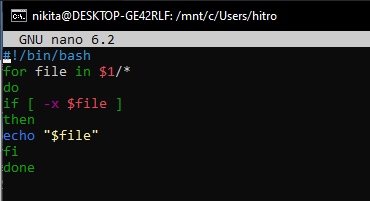 nikita@DESKTOP-GE42RLF: /mnt/c/Users/hitro
GNU nano 6.2
#!/bin/bash
for file in $1/*
do
if [ -x $file ]
then
echo "$file"
fi
done